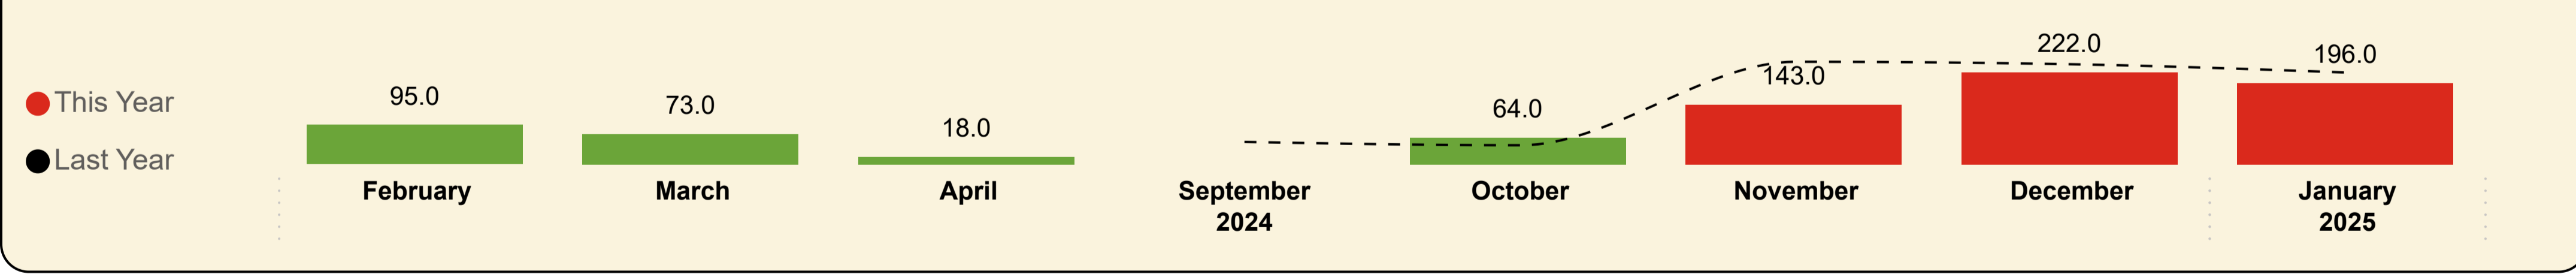 This Year
Last Year
95.0
73.0
18.0
64.0
143.0
222.0
196.0
February
March
April
September
October
November
December
January
2024
2025